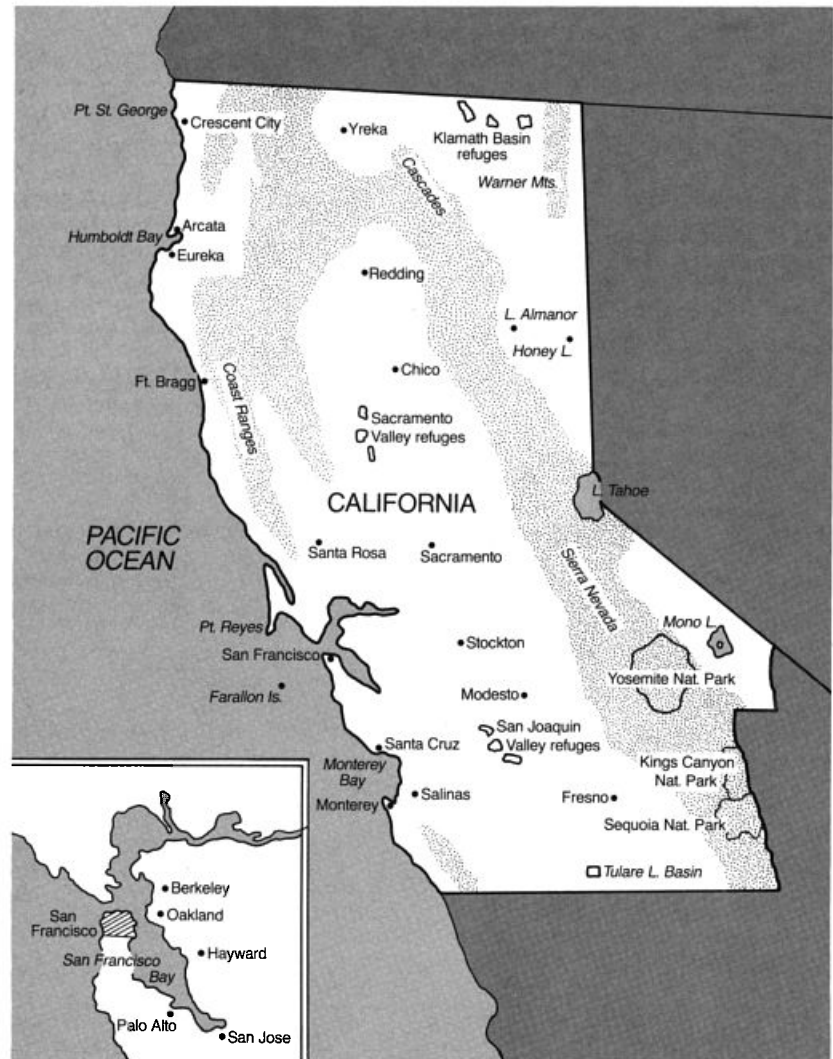 Pt. St. George
Crescent City
Yreka
Klamath Basin
refuges
Warner Mts.
Cascades
Humboldt Bay
Arcata
Eureka
Redding
L. Almanor
Honey L.
Ft. Bragg
Coast Ranges
Chico
Sacramento
Valley refuges
CALIFORNIA
L. Tahoe
PACIFIC
OCEAN
Santa Rosa
Sacramento
Sierra Nevada
Pt. Reyes
San Francisco
Farallon Is.
Stockton
Mono L.
Yosemite Nat. Park
Modesto
San Joaquin
Valley refuges
Santa Cruz
Monterey
Bay
Monterey
Salinas
Fresno
Kings Canyon
Nat. Park
Sequoia Nat. Park
Tulare L. Basin
Berkeley
Oakland
San
Francisco
Hayward
San Francisco
Bay
Palo Alto
San Jose